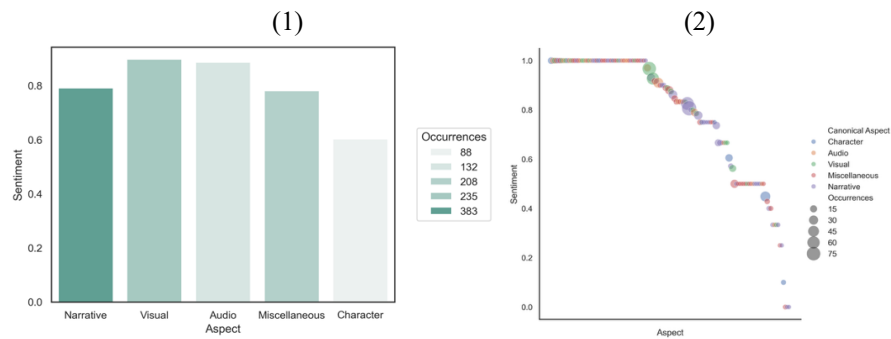 (1)
(2)
Sentiment
0.8
0.6
0.4
0.2
0.0
Narrative
Visual
Audio
Miscellaneous
Character
Aspect
Occurrences
88
132
208
235
383
Sentiment
1.0
0.8
0.6
0.4
0.2
0.0
Aspect
Canonical Aspect
Character
Audio
Visual
Miscellaneous
Narrative
Occurrences
15
30
45
60
75